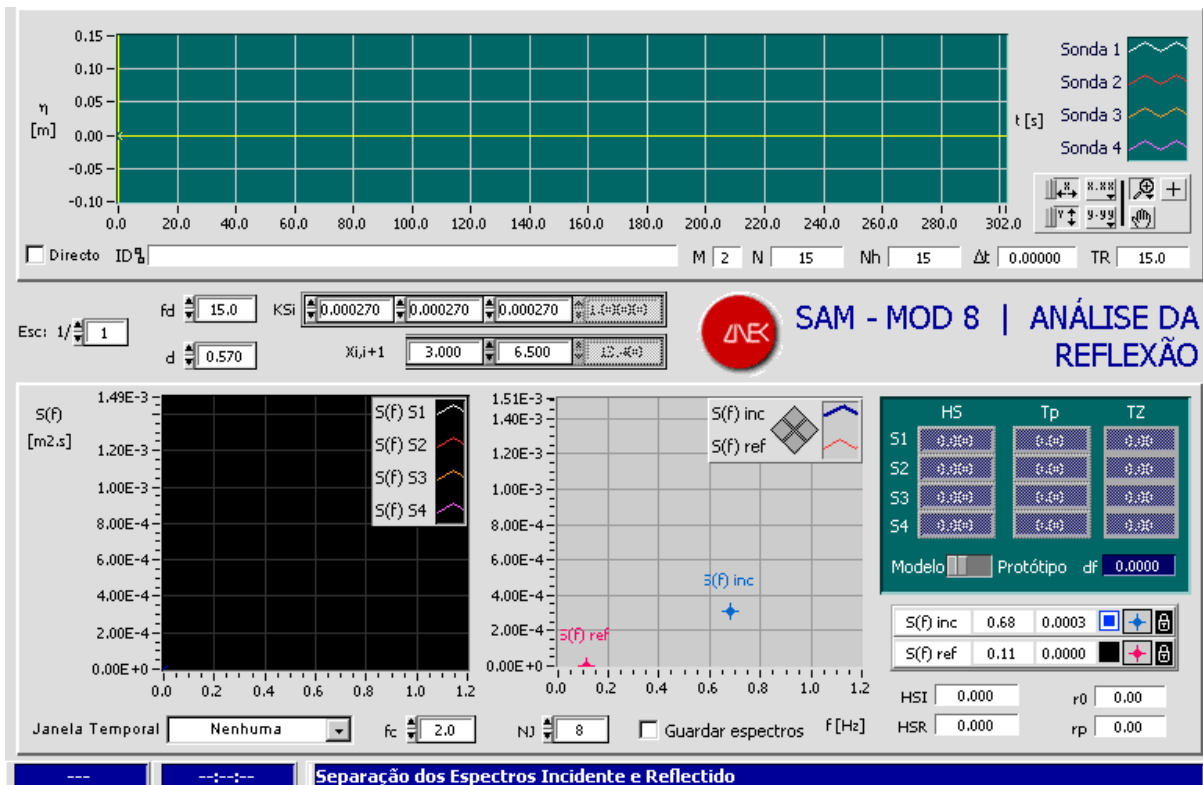 0.15
0.10
0.05
0.00
-0.05
-0.10
η
[m]
0.0 20.0 40.0 60.0 80.0 100.0 120.0 140.0 160.0 180.0 200.0 220.0 240.0 260.0 280.0 302.0
t [s]
Sonda 1
Sonda 2
Sonda 3
Sonda 4
Directo ID M 2 N 15 Nh 15 Δt 0.00000 TR 15.0
Esc: 1/ 1
fd 15.0 KSi 0.000270 0.000270 0.000270
d 0.570 Xi,i+1 3.000 6.500
SAM - MOD 8 | ANÁLISE DA
REFLEXÃO
S(f)
[m2.s]
1.49E-3
1.20E-3
1.00E-3
8.00E-4
6.00E-4
4.00E-4
2.00E-4
0.00E+0
0.0 0.2 0.4 0.6 0.8 1.0 1.2
S(f) S1
S(f) S2
S(f) S3
S(f) S4
1.51E-3
1.40E-3
1.20E-3
1.00E-3
8.00E-4
6.00E-4
4.00E-4
2.00E-4
0.00E+0
0.0 0.2 0.4 0.6 0.8 1.0 1.2
S(f) inc
S(f) ref
S(f) inc
S(f) ref
f [Hz]
HS Tp TZ
S1
S2
S3
S4
Modelo Protótipo df 0.0000
S(f) inc 0.68 0.0003
S(f) ref 0.11 0.0000
HSI 0.000 r0 0.00
HSR 0.000 rp 0.00
Janela Temporal Nenhuma fc 2.0 NJ 8 Guardar espectros
--- --:--:-- Separação dos Espectros Incidente e Reflectido